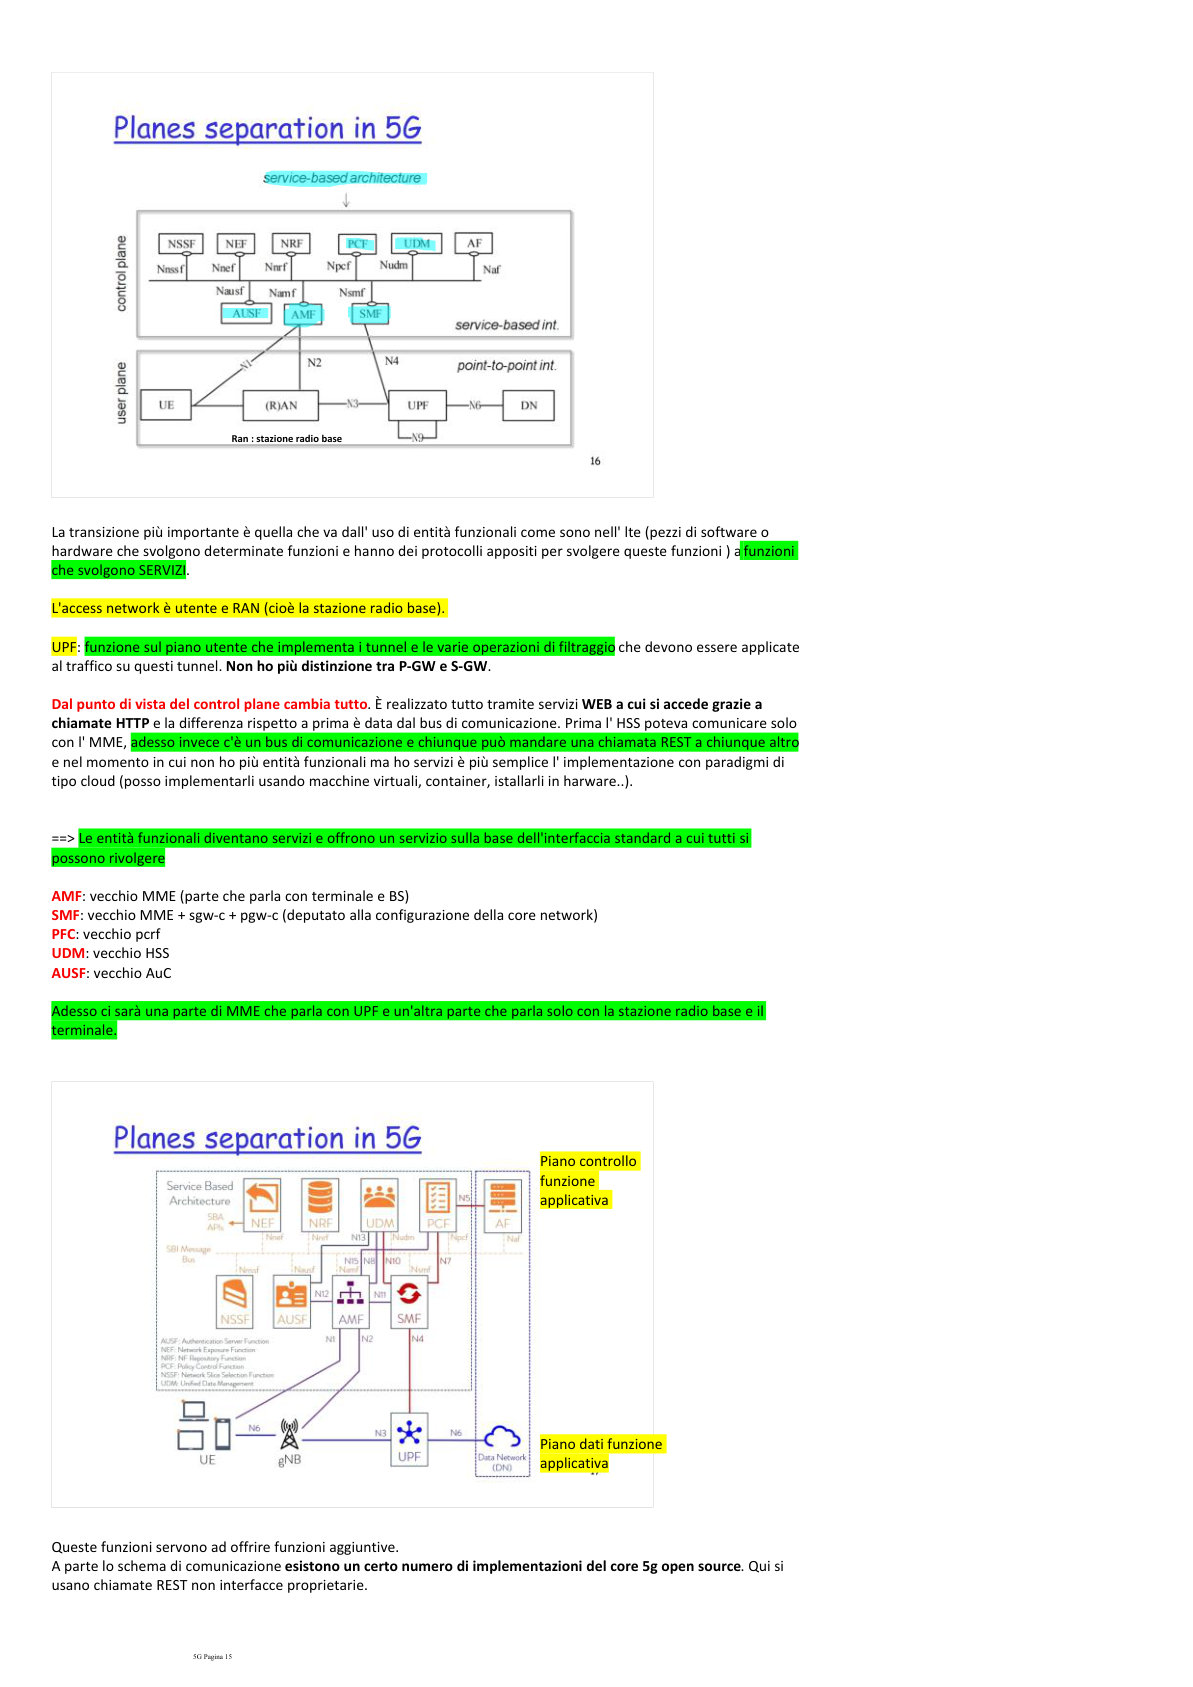 Planes separation in 5G
service-based architecture
control plane
NSSF NEF NRF PCF UDM AF
Nnssf Nnef Nnrf Npcf Nudm Naf
Nausf Namf Nsmf
AUSF AMF SMF
service-based int.
user plane
N1 N2 N4 point-to-point int.
UE (R)AN N3 UPF N6 DN
Ran : stazione radio base N9
16
La transizione più importante è quella che va dall' uso di entità funzionali come sono nell' lte (pezzi di software o
hardware che svolgono determinate funzioni e hanno dei protocolli appositi per svolgere queste funzioni ) a funzioni
che svolgono SERVIZI.
L'access network è utente e RAN (cioè la stazione radio base).
UPF: funzione sul piano utente che implementa i tunnel e le varie operazioni di filtraggio che devono essere applicate
al traffico su questi tunnel. Non ho più distinzione tra P-GW e S-GW.
Dal punto di vista del control plane cambia tutto. È realizzato tutto tramite servizi WEB a cui si accede grazie a
chiamate HTTP e la differenza rispetto a prima è data dal bus di comunicazione. Prima l' HSS poteva comunicare solo
con l' MME, adesso invece c'è un bus di comunicazione e chiunque può mandare una chiamata REST a chiunque altro
e nel momento in cui non ho più entità funzionali ma ho servizi è più semplice l' implementazione con paradigmi di
tipo cloud (posso implementarli usando macchine virtuali, container, istallarli in harware..).
==> Le entità funzionali diventano servizi e offrono un servizio sulla base dell'interfaccia standard a cui tutti si
possono rivolgere
AMF: vecchio MME (parte che parla con terminale e BS)
SMF: vecchio MME + sgw-c + pgw-c (deputato alla configurazione della core network)
PFC: vecchio pcrf
UDM: vecchio HSS
AUSF: vecchio AuC
Adesso ci sarà una parte di MME che parla con UPF e un'altra parte che parla solo con la stazione radio base e il
terminale.
Planes separation in 5G
Piano controllo
funzione
applicativa
Service Based
Architecture
SBA
APIs
NEF NRF UDM PCF N5 AF
Nnef Nnrf N13 Nudm Npcf Naf
SBI Message
Bus
N15 N8 N10 N7
Nnssf Nausf Namf Nsmf
N12 N11
NSSF AUSF AMF SMF
N1 N2 N4
AUSF: Authentication Server Function
NEF: Network Exposure Function
NRF: NF Repository Function
PCF: Policy Control Function
NSSF: Network Slice Selection Function
UDM: Unified Data Management
N6 N3 N6
UE gNB UPF Data Network
(DN)
Piano dati funzione
applicativa
Queste funzioni servono ad offrire funzioni aggiuntive.
A parte lo schema di comunicazione esistono un certo numero di implementazioni del core 5g open source. Qui si
usano chiamate REST non interfacce proprietarie.
5G Pagina 15